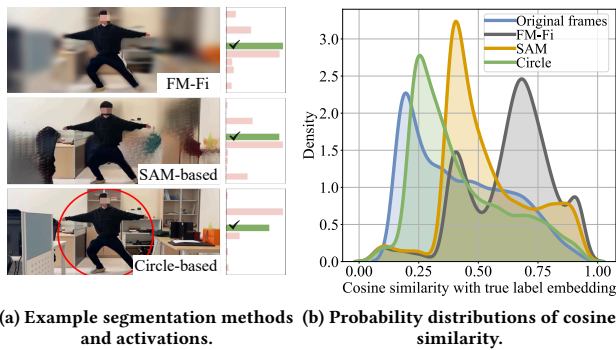 FM-Fi
SAM-based
Circle-based
(a) Example segmentation methods
and activations.
Original frames
FM-Fi
SAM
Circle
Density
3.0
2.5
2.0
1.5
1.0
0.5
0.0
0.00 0.25 0.50 0.75 1.00
Cosine similarity with true label embedding
(b) Probability distributions of cosine
similarity.